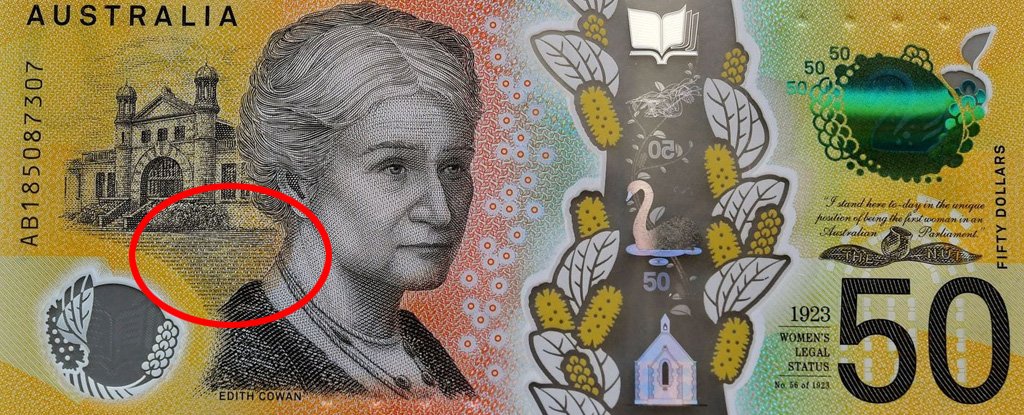 AUSTRALIA
AB185087307
EDITH COWAN
50
50
50
50
50
"I stand here to-day in the unique
position of being the first woman in an
Australian Parliament."
THE NUT
FIFTY DOLLARS
1923
WOMEN'S
LEGAL
STATUS
No. 56 of 1923
50